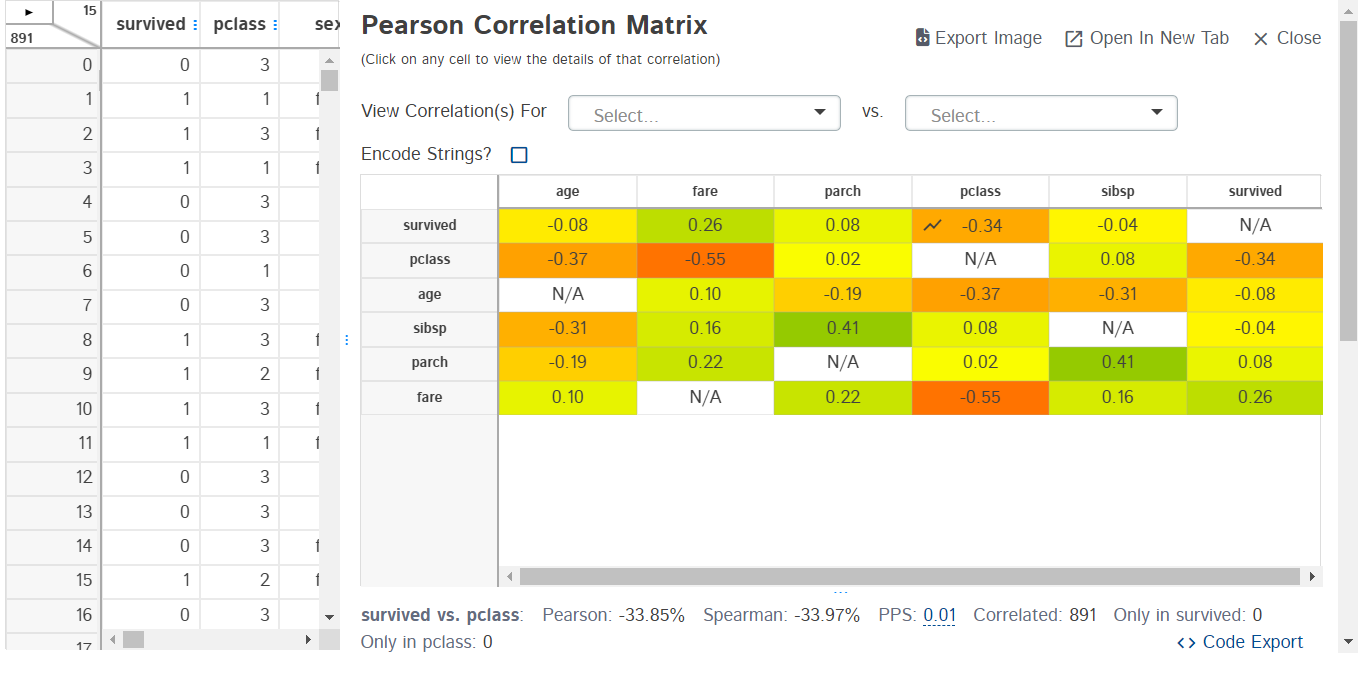 ▶ 15
891
survived pclass sex
0 0 3
1 1 1 f
2 1 3 f
3 1 1 f
4 0 3
5 0 3
6 0 1
7 0 3
8 1 3 f
9 1 2 f
10 1 3 f
11 1 1 f
12 0 3
13 0 3
14 0 3 f
15 1 2 f
16 0 3
17
Pearson Correlation Matrix
Export Image Open In New Tab Close
(Click on any cell to view the details of that correlation)
View Correlation(s) For Select... vs. Select...
Encode Strings?
age fare parch pclass sibsp survived
survived -0.08 0.26 0.08 -0.34 -0.04 N/A
pclass -0.37 -0.55 0.02 N/A 0.08 -0.34
age N/A 0.10 -0.19 -0.37 -0.31 -0.08
sibsp -0.31 0.16 0.41 0.08 N/A -0.04
parch -0.19 0.22 N/A 0.02 0.41 0.08
fare 0.10 N/A 0.22 -0.55 0.16 0.26
survived vs. pclass: Pearson: -33.85% Spearman: -33.97% PPS: 0.01 Correlated: 891 Only in survived: 0
Only in pclass: 0
<> Code Export